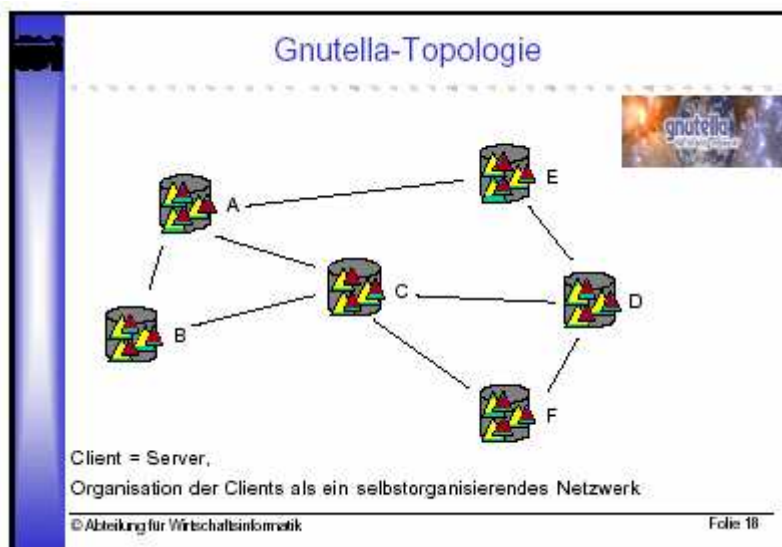 Gnutella-Topologie
gnutella
A
E
C
D
B
F
Client = Server,
Organisation der Clients als ein selbstorganisierendes Netzwerk
© Abteilung für Wirtschaftsinformatik
Folie 18